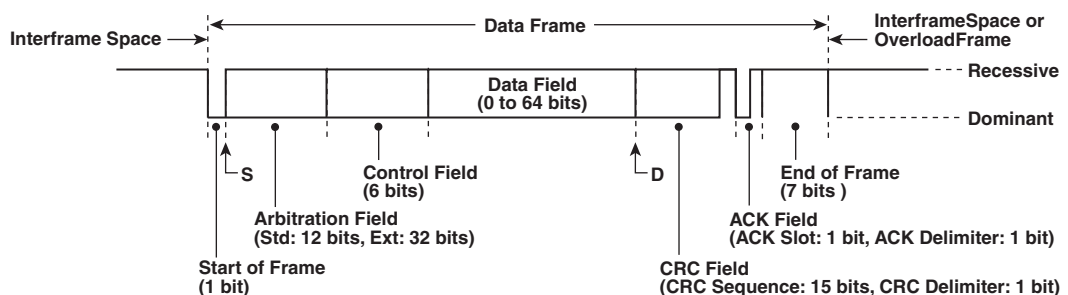 Data Frame
Interframe Space
InterframeSpace or
OverloadFrame
Recessive
Data Field
(0 to 64 bits)
Dominant
S
Control Field
(6 bits)
D
End of Frame
(7 bits )
Arbitration Field
(Std: 12 bits, Ext: 32 bits)
ACK Field
(ACK Slot: 1 bit, ACK Delimiter: 1 bit)
Start of Frame
(1 bit)
CRC Field
(CRC Sequence: 15 bits, CRC Delimiter: 1 bit)